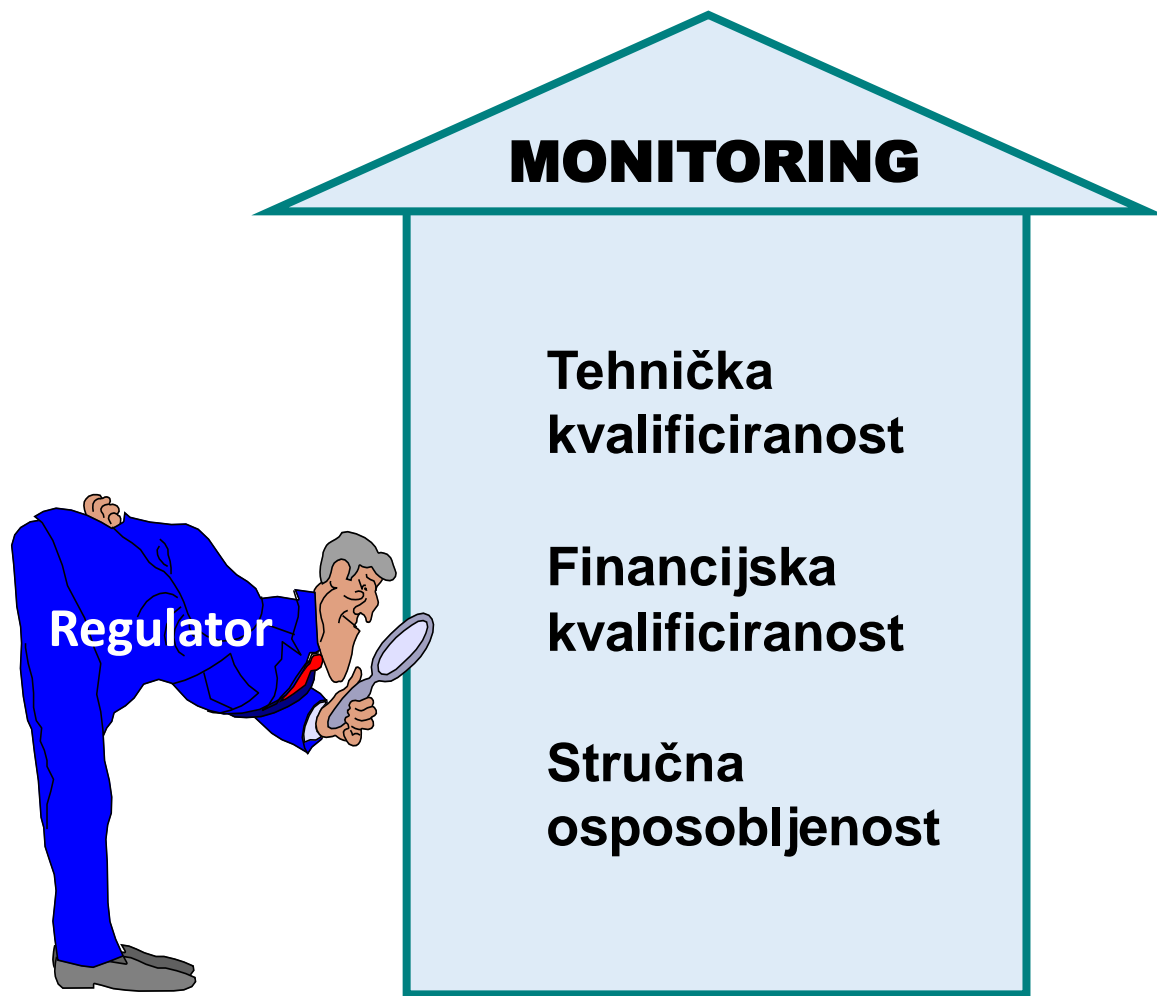 MONITORING
Tehnička
kvalificiranost
Financijska
kvalificiranost
Regulator
Stručna
osposobljenost